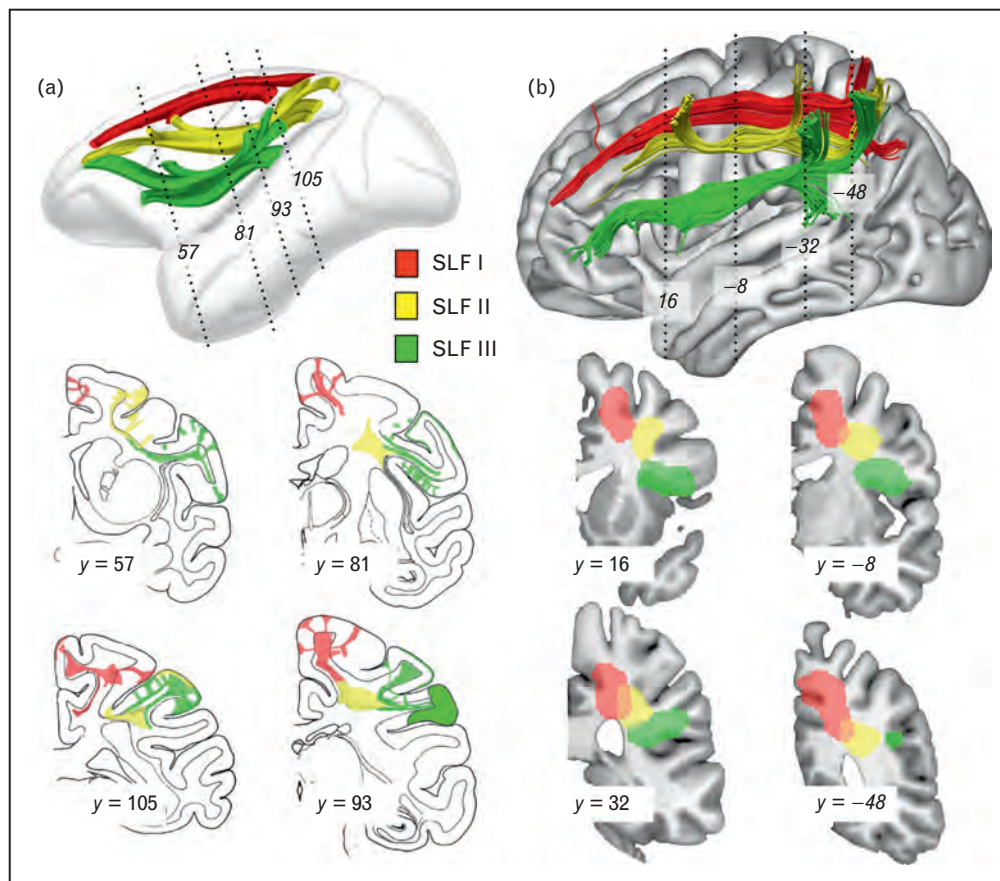 (a)
(b)
105
93
81
57
-48
-32
-8
16
SLF I
SLF II
SLF III
y = 57
y = 81
y = 16
y = -8
y = 105
y = 93
y = 32
y = -48